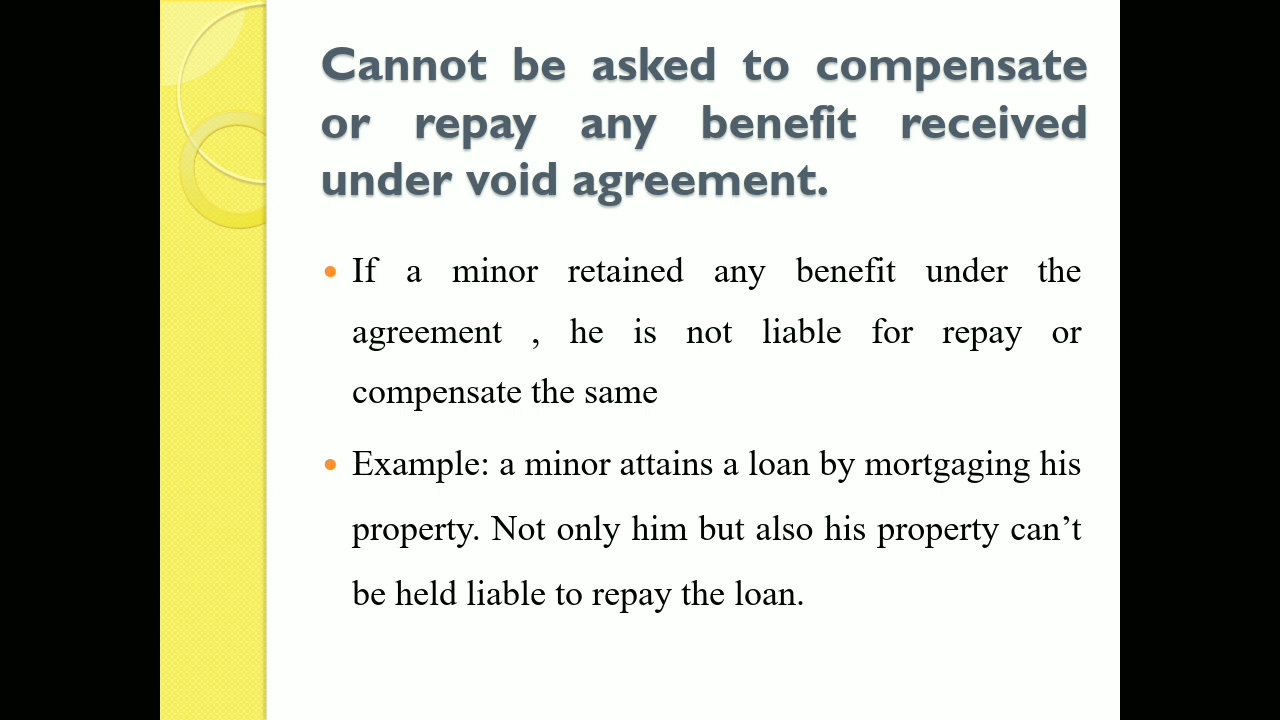 Cannot be asked to compensate
or repay any benefit received
under void agreement.
If a minor retained any benefit under the
agreement , he is not liable for repay or
compensate the same
Example: a minor attains a loan by mortgaging his
property. Not only him but also his property can’t
be held liable to repay the loan.